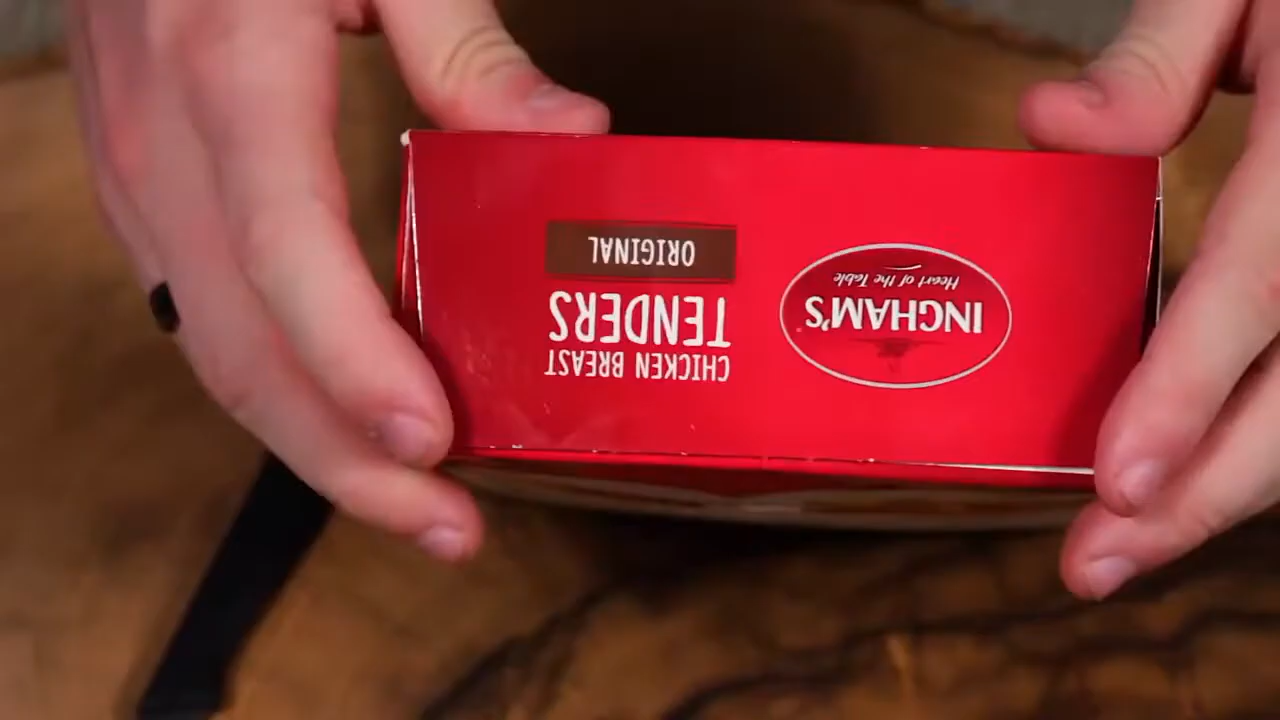 INGHAM'S
Heart of the Table
CHICKEN BREAST
TENDERS
ORIGINAL